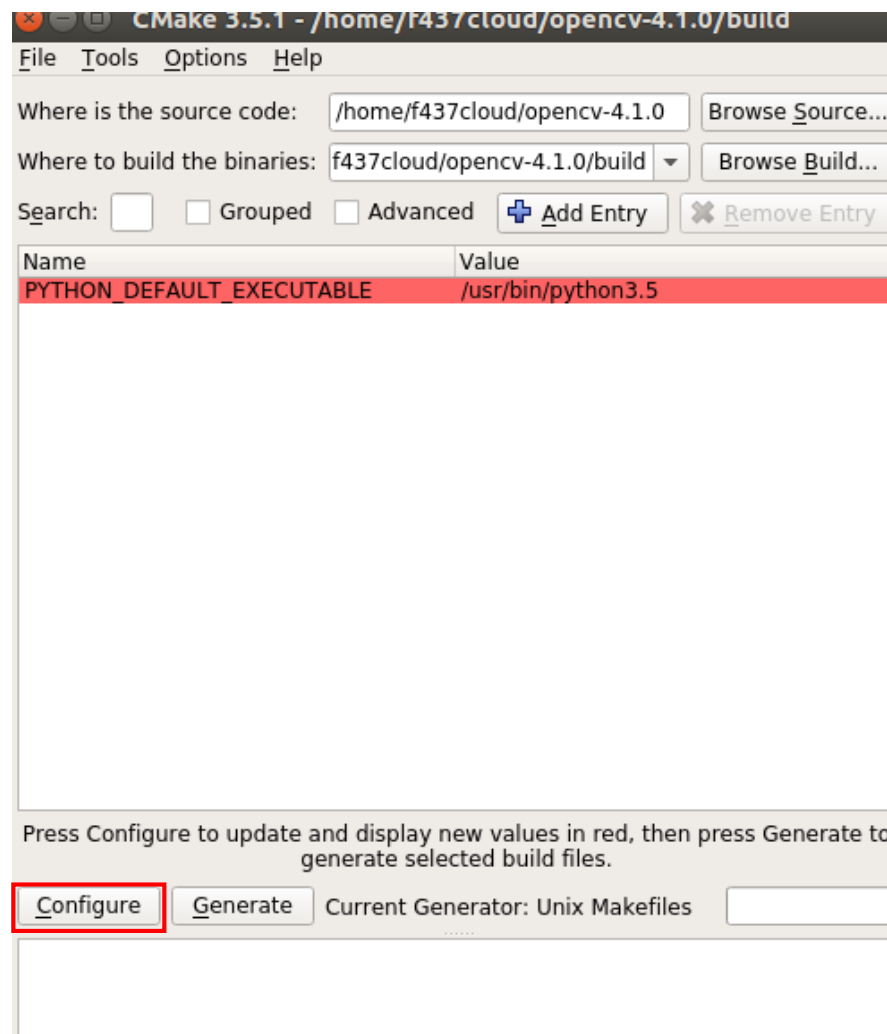 CMake 3.5.1 - /home/f437cloud/opencv-4.1.0/build
File Tools Options Help
Where is the source code: /home/f437cloud/opencv-4.1.0 Browse Source...
Where to build the binaries: f437cloud/opencv-4.1.0/build Browse Build...
Search: Grouped Advanced Add Entry Remove Entry
Name Value
PYTHON_DEFAULT_EXECUTABLE /usr/bin/python3.5
Press Configure to update and display new values in red, then press Generate to
generate selected build files.
Configure Generate Current Generator: Unix Makefiles